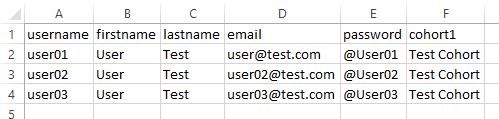 A B C D E F
1 username firstname lastname email password cohort1
2 user01 User Test user@test.com @User01 Test Cohort
3 user02 User Test user02@test.com @User02 Test Cohort
4 user03 User Test user03@test.com @User03 Test Cohort
5